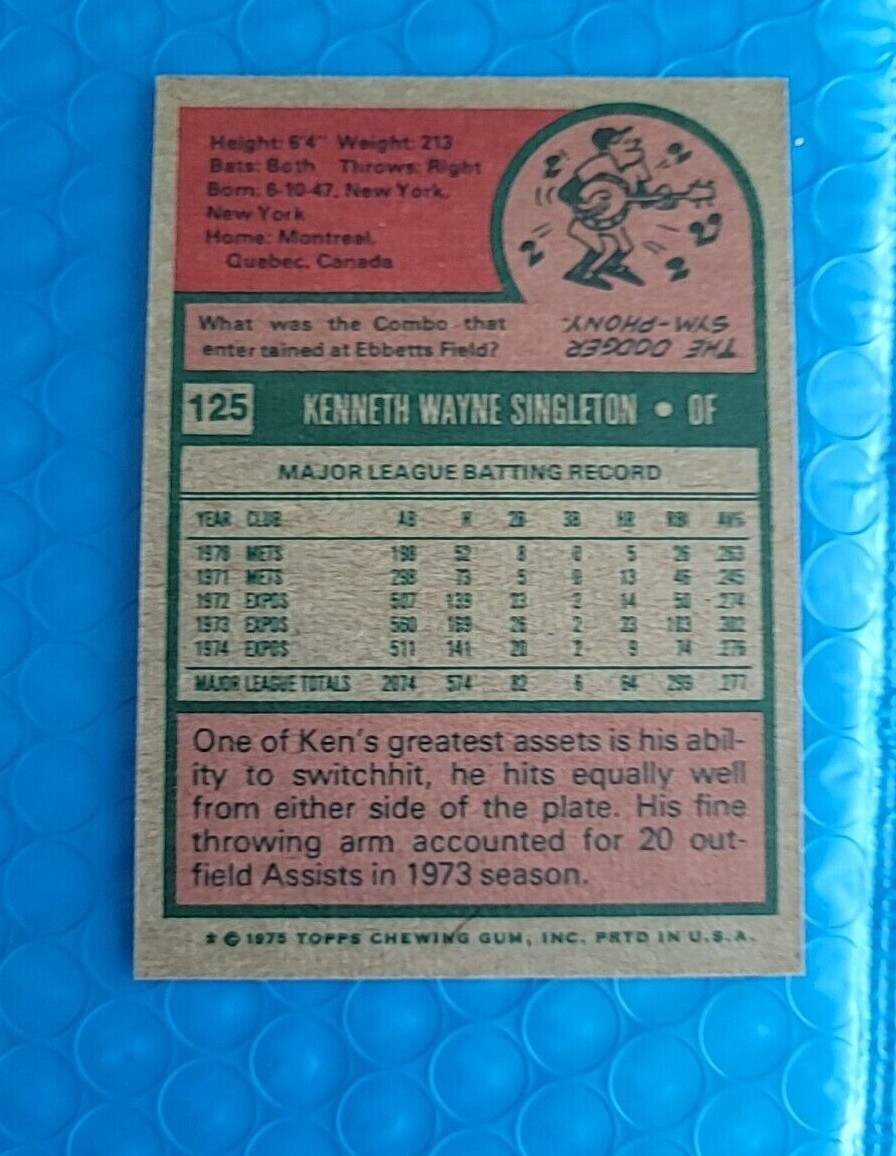 Height: 6'4" Weight: 213
Bats: Both Throws: Right
Born: 6-10-47, New York,
New York
Home: Montreal,
Quebec, Canada
2 2 2 2 2 2
What was the Combo that
entertained at Ebbetts Field?
THE DODGER
SYM-PHONY.
125 KENNETH WAYNE SINGLETON • OF
MAJOR LEAGUE BATTING RECORD
YEAR CLUB AB H 2B 3B HR RBI AVG
1970 METS 198 52 8 0 5 26 .263
1971 METS 298 73 5 0 13 46 .245
1972 EXPOS 507 139 23 2 14 50 .274
1973 EXPOS 560 169 26 2 23 103 .302
1974 EXPOS 511 141 20 2 9 74 .276
MAJOR LEAGUE TOTALS 2074 574 82 6 64 299 .277
One of Ken's greatest assets is his abil-
ity to switchhit, he hits equally well
from either side of the plate. His fine
throwing arm accounted for 20 out-
field Assists in 1973 season.
* © 1975 TOPPS CHEWING GUM, INC. PRTD IN U.S.A.